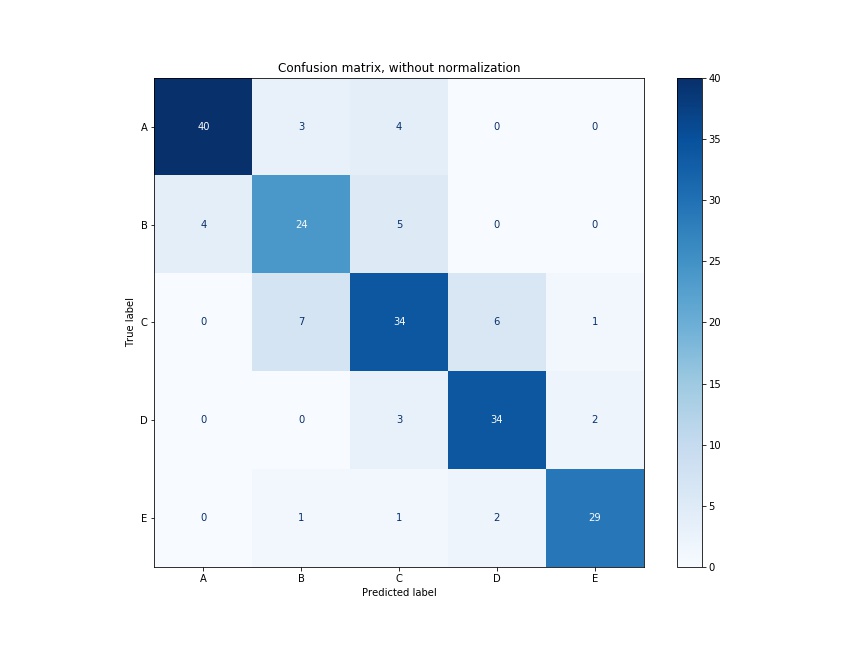 Confusion matrix, without normalization
A 40 3 4 0 0
B 4 24 5 0 0
C 0 7 34 6 1
D 0 0 3 34 2
E 0 1 1 2 29
A B C D E
Predicted label
True label
40
35
30
25
20
15
10
5
0